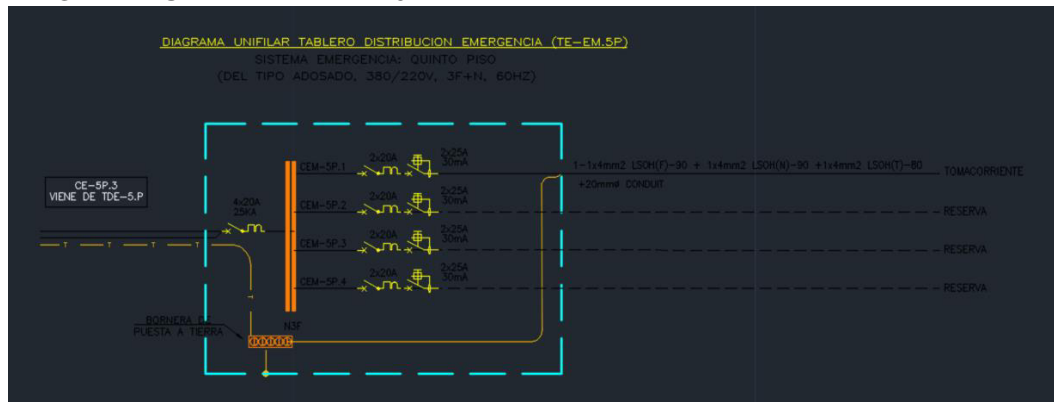 DIAGRAMA UNIFILAR TABLERO DISTRIBUCION EMERGENCIA (TE-EM.5P)
SISTEMA EMERGENCIA: QUINTO PISO
(DEL TIPO ADOSADO, 380/220V, 3F+N, 60HZ)
CE-5P.3
VIENE DE TDE-5.P
4x20A
25KA
CEM-5P.1
2x20A
2x25A
30mA
1-1x4mm2 LSOH(F)-90 + 1x4mm2 LSOH(N)-90 +1x4mm2 LSOH(T)-80
+20mmø CONDUIT
TOMACORRIENTE
CEM-5P.2
2x20A
2x25A
30mA
RESERVA
CEM-5P.3
2x20A
2x25A
30mA
RESERVA
CEM-5P.4
2x20A
2x25A
30mA
RESERVA
T T T T
T
BORNERA DE
PUESTA A TIERRA
N3F